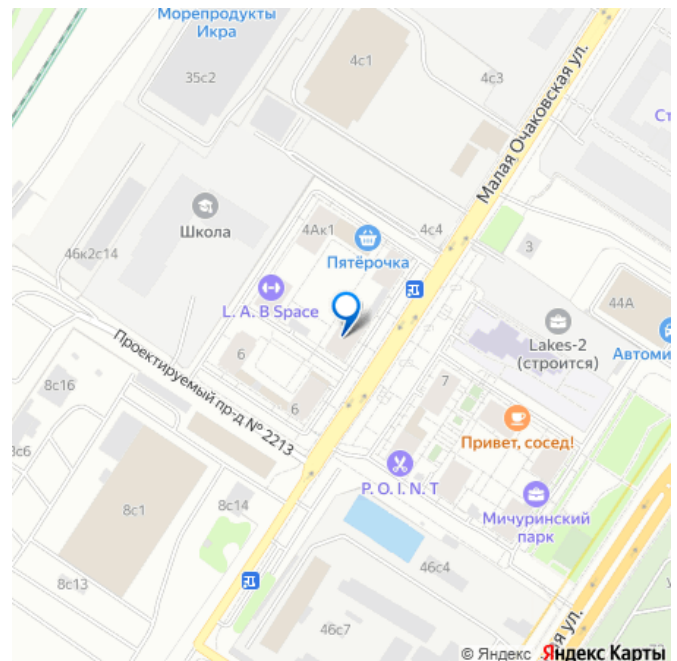 Морепродукты
Икра
35с2
4с1
4с3
Малая Очаковская ул.
Ст
Школа
4Ак1
4с4
3
Пятёрочка
46к2с14
L. A. B Space
44А
Lakes-2
(строится)
Автоми
Проектируемый пр-д № 2213
6
6
7
8с16
Привет, сосед!
8с6
P. O. I. N. T
8с1
8с14
Мичуринский
парк
46с4
8с13
46с7
ая ул.
© Яндекс Яндекс Карты